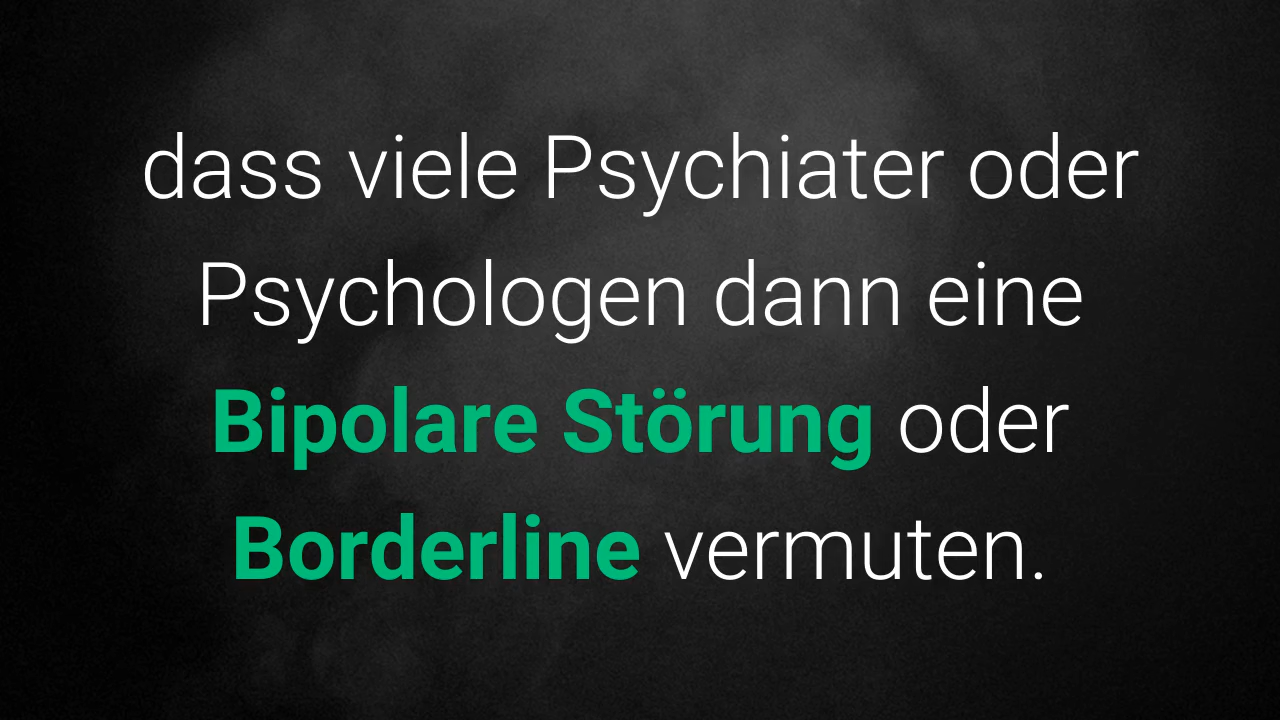 dass viele Psychiater oder
Psychologen dann eine
Bipolare Störung oder
Borderline vermuten.